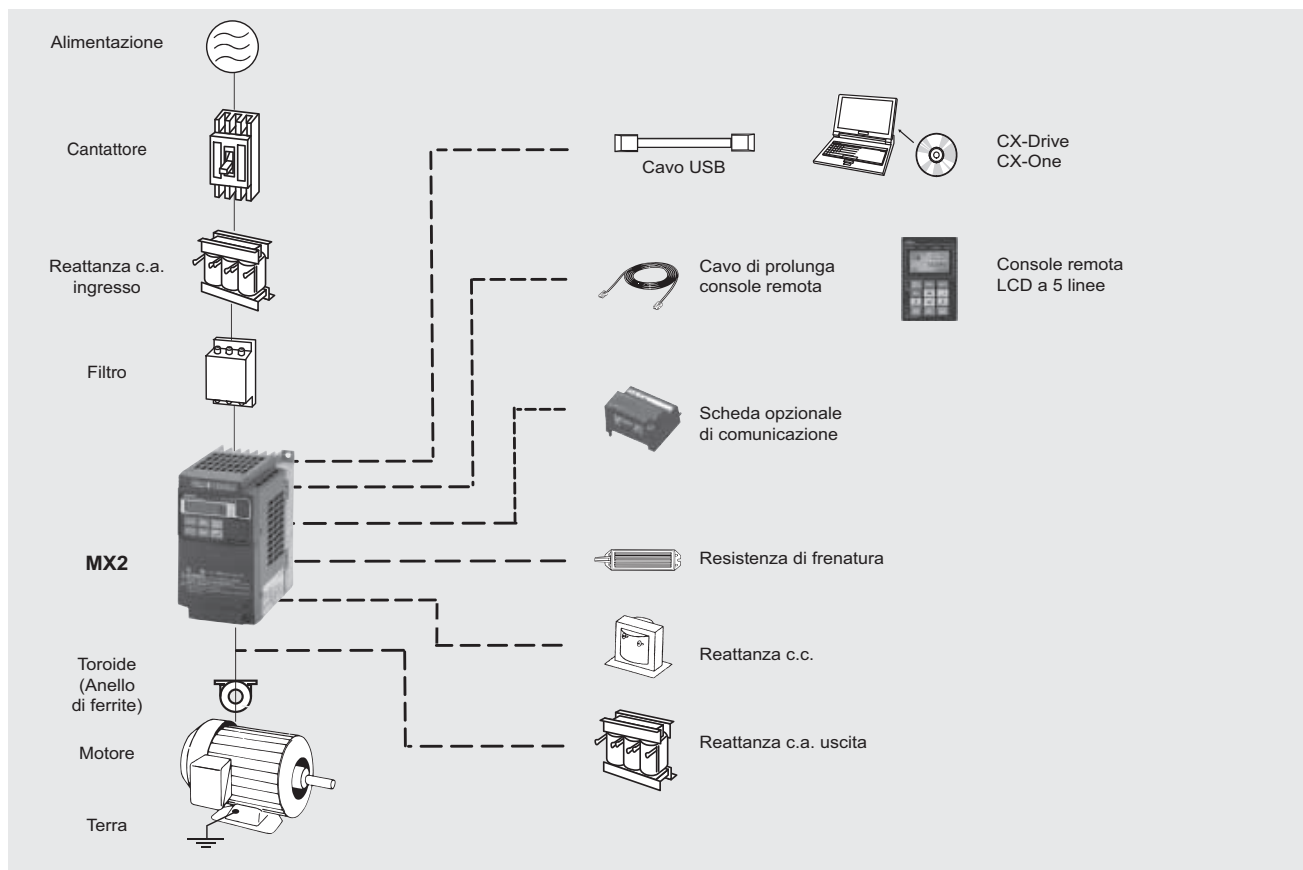 Alimentazione
Cantattore
Reattanza c.a.
ingresso
Filtro
MX2
Toroide
(Anello
di ferrite)
Motore
Terra
Cavo USB
CX-Drive
CX-One
Cavo di prolunga
console remota
Console remota
LCD a 5 linee
Scheda opzionale
di comunicazione
Resistenza di frenatura
Reattanza c.c.
Reattanza c.a. uscita